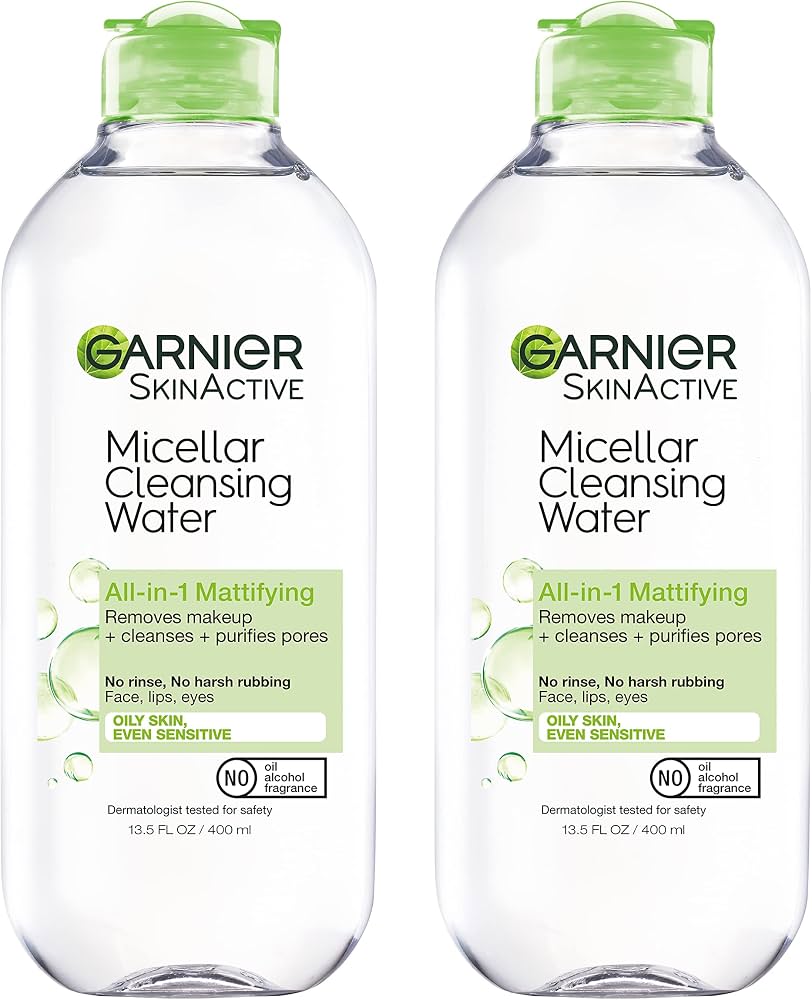 GARNIER
SKINACTIVE
Micellar
Cleansing
Water
All-in-1 Mattifying
Removes makeup
+ cleanses + purifies pores
No rinse, No harsh rubbing
Face, lips, eyes
OILY SKIN,
EVEN SENSITIVE
NO
oil
alcohol
fragrance
Dermatologist tested for safety
13.5 FL OZ / 400 ml
GARNIER
SKINACTIVE
Micellar
Cleansing
Water
All-in-1 Mattifying
Removes makeup
+ cleanses + purifies pores
No rinse, No harsh rubbing
Face, lips, eyes
OILY SKIN,
EVEN SENSITIVE
NO
oil
alcohol
fragrance
Dermatologist tested for safety
13.5 FL OZ / 400 ml